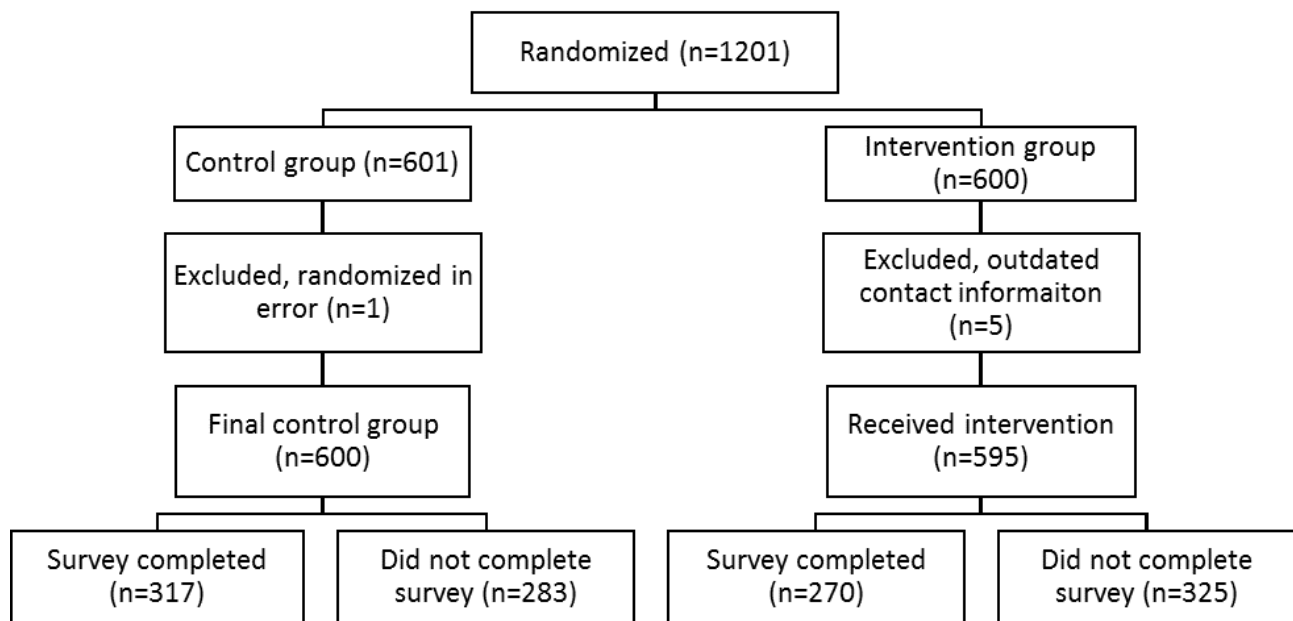 Randomized (n=1201)
Control group (n=601)
Intervention group
(n=600)
Excluded, randomized in
error (n=1)
Excluded, outdated
contact informaiton
(n=5)
Final control group
(n=600)
Received intervention
(n=595)
Survey completed
(n=317)
Did not complete
survey (n=283)
Survey completed
(n=270)
Did not complete
survey (n=325)